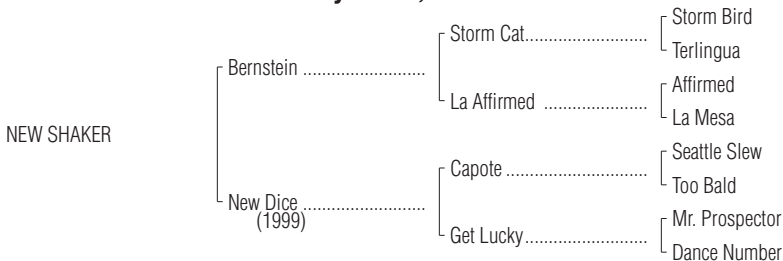 Storm Bird
Storm Cat..............................
Terlingua
Bernstein ..............................
Affirmed
La Affirmed .........................
La Mesa
NEW SHAKER
Seattle Slew
Capote ..................................
Too Bald
New Dice ..............................
(1999)
Mr. Prospector
Get Lucky..............................
Dance Number